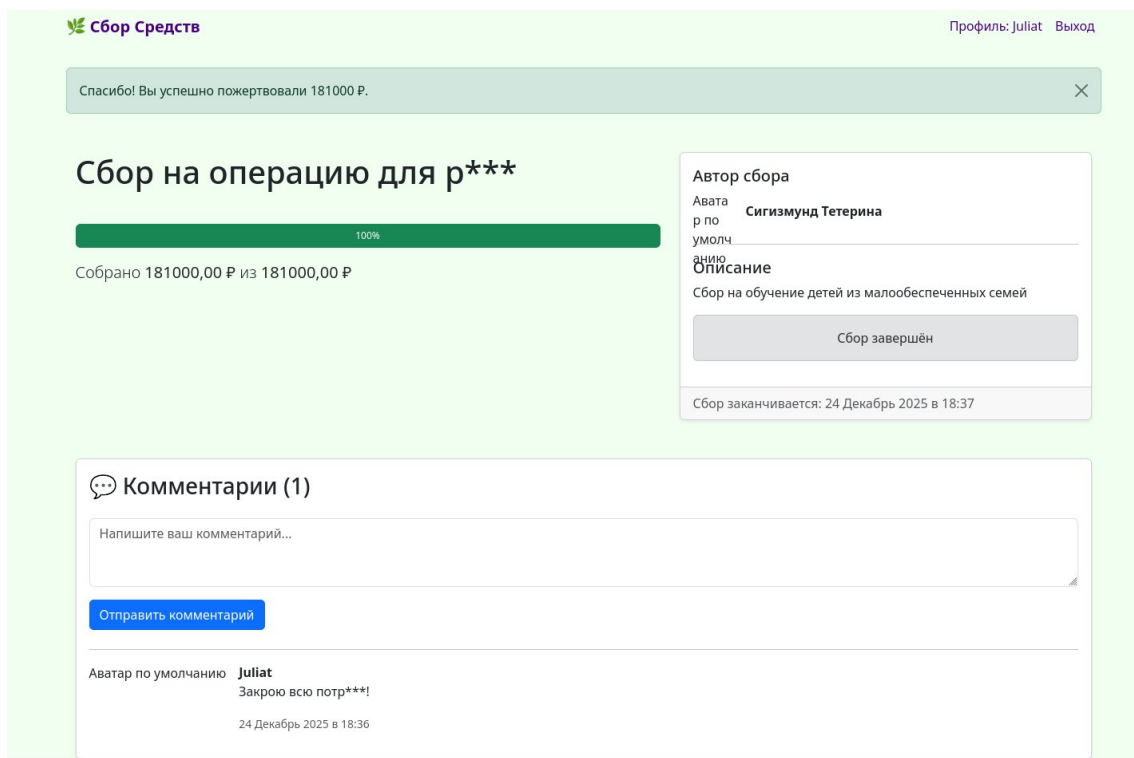 🌿 Сбор Средств
Профиль: Juliat Выход
Спасибо! Вы успешно пожертвовали 181000 ₽.
Сбор на операцию для р***
100%
Собрано 181000,00 ₽ из 181000,00 ₽
Автор сбора
Авата
р по
умолч
анию
Сигизмунд Тетерина
Описание
Сбор на обучение детей из малообеспеченных семей
Сбор завершён
Сбор заканчивается: 24 Декабрь 2025 в 18:37
💬 Комментарии (1)
Напишите ваш комментарий...
Отправить комментарий
Аватар по умолчанию
Juliat
Закрою всю потр***!
24 Декабрь 2025 в 18:36